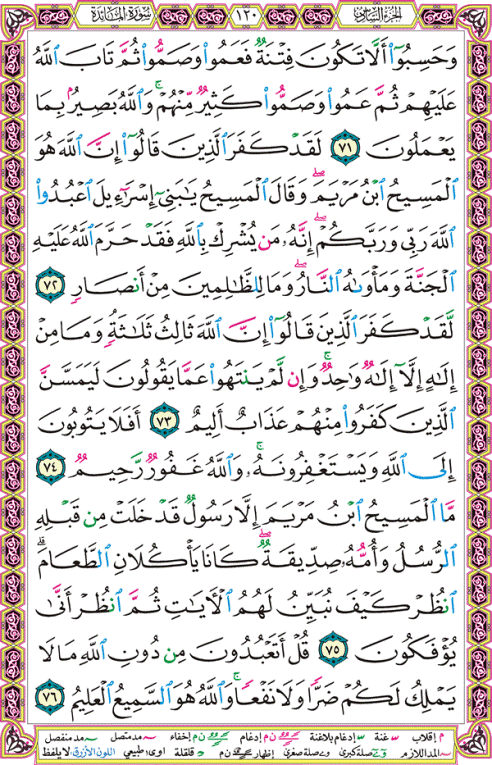 الجزء السادس ١٢٠ سورة المائدة
وَحَسِبُوٓا۟ أَلَّا تَكُونَ فِتْنَةٌ فَعَمُوا۟ وَصَمُّوا۟ ثُمَّ تَابَ ٱللَّهُ
عَلَيْهِمْ ثُمَّ عَمُوا۟ وَصَمُّوا۟ كَثِيرٌ مِّنْهُمْ ۚ وَٱللَّهُ بَصِيرٌۢ بِمَا
يَعْمَلُونَ ٧١ لَقَدْ كَفَرَ ٱلَّذِينَ قَالُوٓا۟ إِنَّ ٱللَّهَ هُوَ
ٱلْمَسِيحُ ٱبْنُ مَرْيَمَ ۖ وَقَالَ ٱلْمَسِيحُ يَٰبَنِىٓ إِسْرَٰٓءِيلَ ٱعْبُدُوا۟
ٱللَّهَ رَبِّى وَرَبَّكُمْ ۖ إِنَّهُۥ مَن يُشْرِكْ بِٱللَّهِ فَقَدْ حَرَّمَ ٱللَّهُ عَلَيْهِ
ٱلْجَنَّةَ وَمَأْوَىٰهُ ٱلنَّارُ ۖ وَمَا لِلظَّٰلِمِينَ مِنْ أَنصَارٍ ٧٢
لَّقَدْ كَفَرَ ٱلَّذِينَ قَالُوٓا۟ إِنَّ ٱللَّهَ ثَالِثُ ثَلَٰثَةٍ ۘ وَمَا مِنْ
إِلَٰهٍ إِلَّآ إِلَٰهٌ وَٰحِدٌ ۚ وَإِن لَّمْ يَنتَهُوا۟ عَمَّا يَقُولُونَ لَيَمَسَّنَّ
ٱلَّذِينَ كَفَرُوا۟ مِنْهُمْ عَذَابٌ أَلِيمٌ ٧٣ أَفَلَا يَتُوبُونَ
إِلَى ٱللَّهِ وَيَسْتَغْفِرُونَهُۥ ۚ وَٱللَّهُ غَفُورٌ رَّحِيمٌ ٧٤
مَّا ٱلْمَسِيحُ ٱبْنُ مَرْيَمَ إِلَّا رَسُولٌ قَدْ خَلَتْ مِن قَبْلِهِ
ٱلرُّسُلُ وَأُمُّهُۥ صِدِّيقَةٌ ۖ كَانَا يَأْكُلَانِ ٱلطَّعَامَ ۗ
ٱنظُرْ كَيْفَ نُبَيِّنُ لَهُمُ ٱلْءَايَٰتِ ثُمَّ ٱنظُرْ أَنَّىٰ
يُؤْفَكُونَ ٧٥ قُلْ أَتَعْبُدُونَ مِن دُونِ ٱللَّهِ مَا لَا
يَمْلِكُ لَكُمْ ضَرًّا وَلَا نَفْعًا ۚ وَٱللَّهُ هُوَ ٱلسَّمِيعُ ٱلْعَلِيمُ ٧٦
م إقلاب غنة إدغام بلاغنة ن م إدغام ن م إخفاء مد متصل مد منفصل
المد اللازم صلة كبرى صلة صغرى إظهار ن م قلقلة اوى: طبيعي اللون الأزرق: لا يلفظ